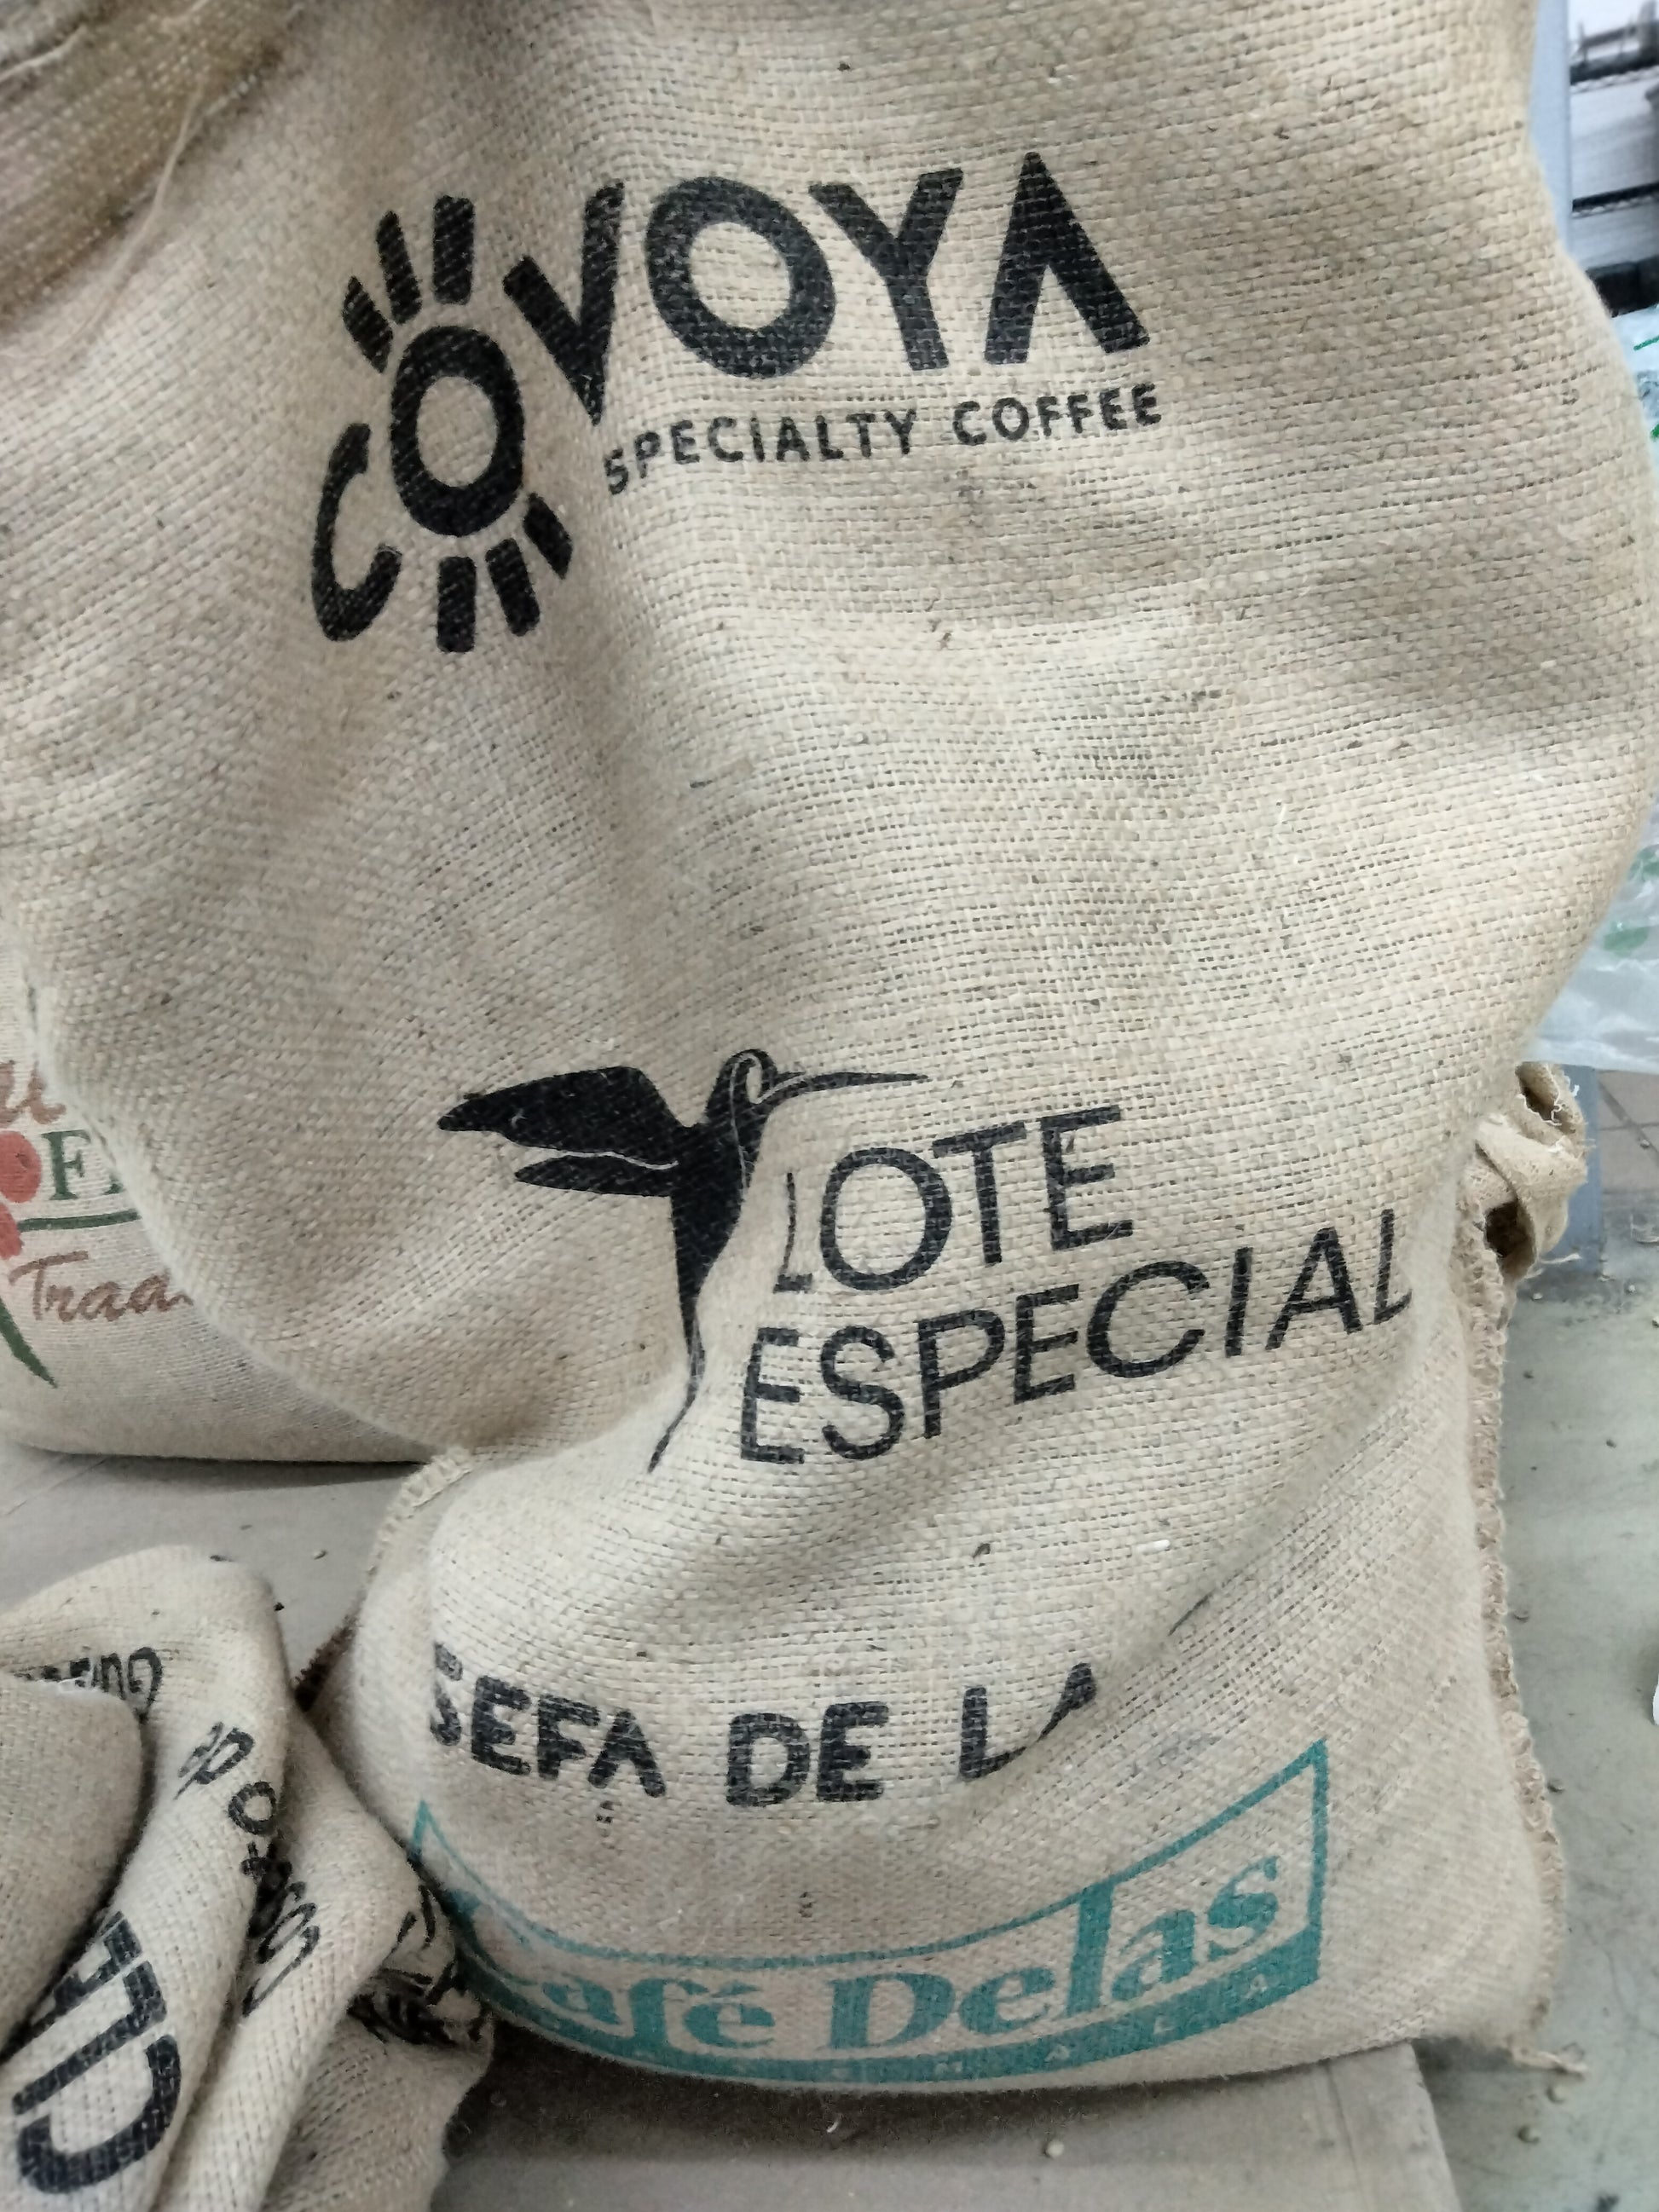 COVOYA
SPECIALTY COFFEE
LOTE
ESPECIAL
SEFA DE LA
Café Delas